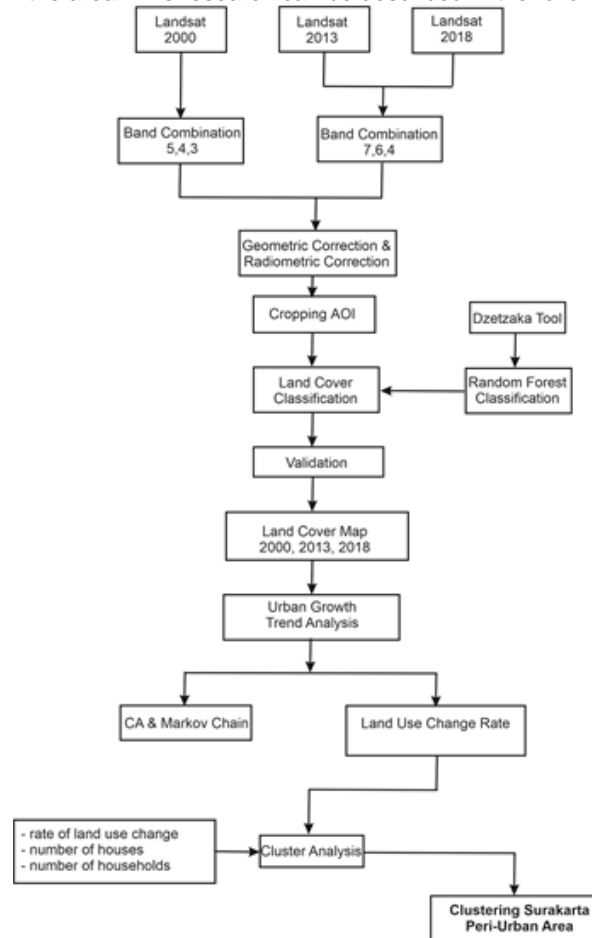 Landsat
2000
Landsat
2013
Landsat
2018
Band Combination
5,4,3
Band Combination
7,6,4
Geometric Correction &
Radiometric Correction
Cropping AOI
Dzetzaka Tool
Land Cover
Classification
Random Forest
Classification
Validation
Land Cover Map
2000, 2013, 2018
Urban Growth
Trend Analysis
CA & Markov Chain
Land Use Change Rate
- rate of land use change
- number of houses
- number of households
Cluster Analysis
Clustering Surakarta
Peri-Urban Area